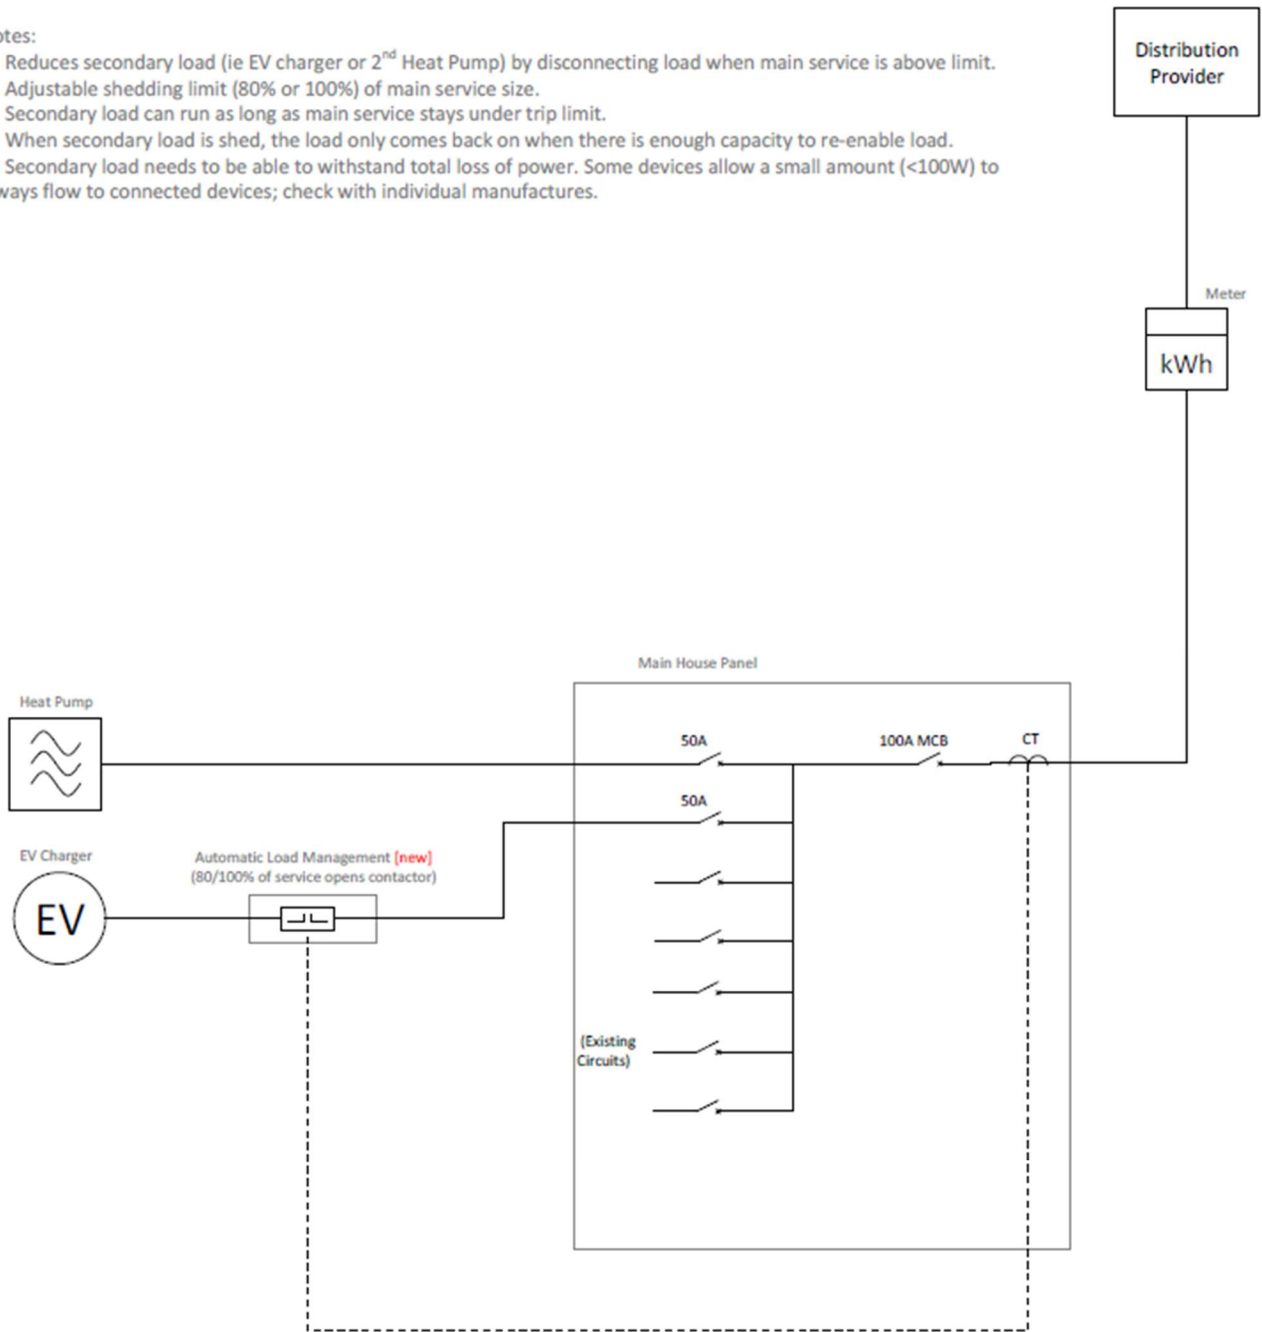 otes:
Reduces secondary load (ie EV charger or 2nd Heat Pump) by disconnecting load when main service is above limit.
Adjustable shedding limit (80% or 100%) of main service size.
Secondary load can run as long as main service stays under trip limit.
When secondary load is shed, the load only comes back on when there is enough capacity to re-enable load.
Secondary load needs to be able to withstand total loss of power. Some devices allow a small amount (<100W) to
ways flow to connected devices; check with individual manufactures.
Distribution
Provider
Meter
kWh
Main House Panel
Heat Pump
50A
100A MCB
CT
50A
EV Charger
Automatic Load Management [new]
(80/100% of service opens contactor)
EV
(Existing
Circuits)